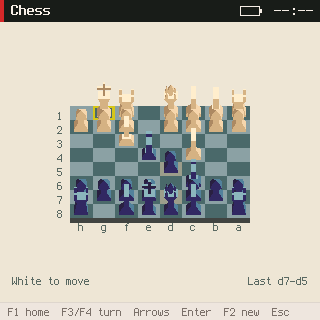 Chess --:--
1
2
3
4
5
6
7
8
h g f e d c b a
White to move Last d7-d5
F1 home F3/F4 turn Arrows Enter F2 new Esc